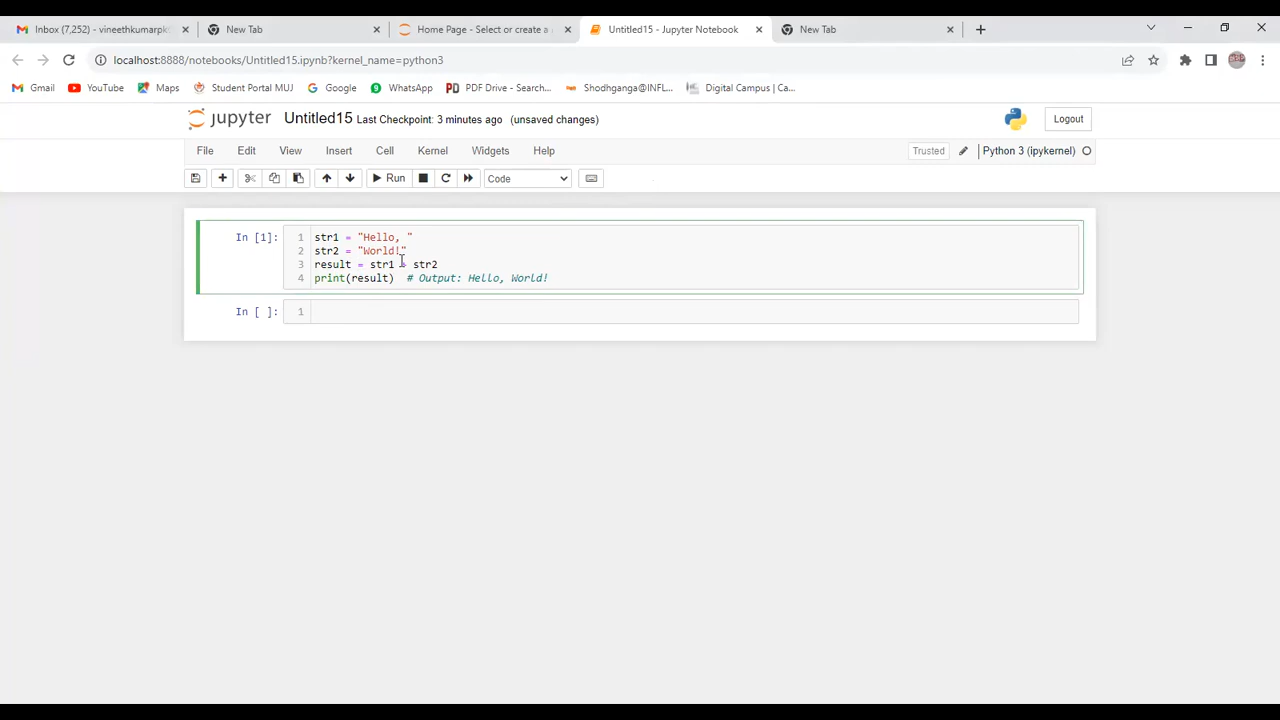 Inbox (7,252) - vineethkumarpk
New Tab
Home Page - Select or create a
Untitled15 - Jupyter Notebook
New Tab
localhost:8888/notebooks/Untitled15.ipynb?kernel_name=python3
Gmail YouTube Maps Student Portal MUJ Google WhatsApp PDF Drive - Search... Shodhganga@INFL... Digital Campus | Ca...
jupyter Untitled15 Last Checkpoint: 3 minutes ago (unsaved changes) Logout
File Edit View Insert Cell Kernel Widgets Help Trusted Python 3 (ipykernel)
Run Code
In [1]: 1 str1 = "Hello, "
2 str2 = "World!"
3 result = str1 + str2
4 print(result) # Output: Hello, World!
In [ ]: 1